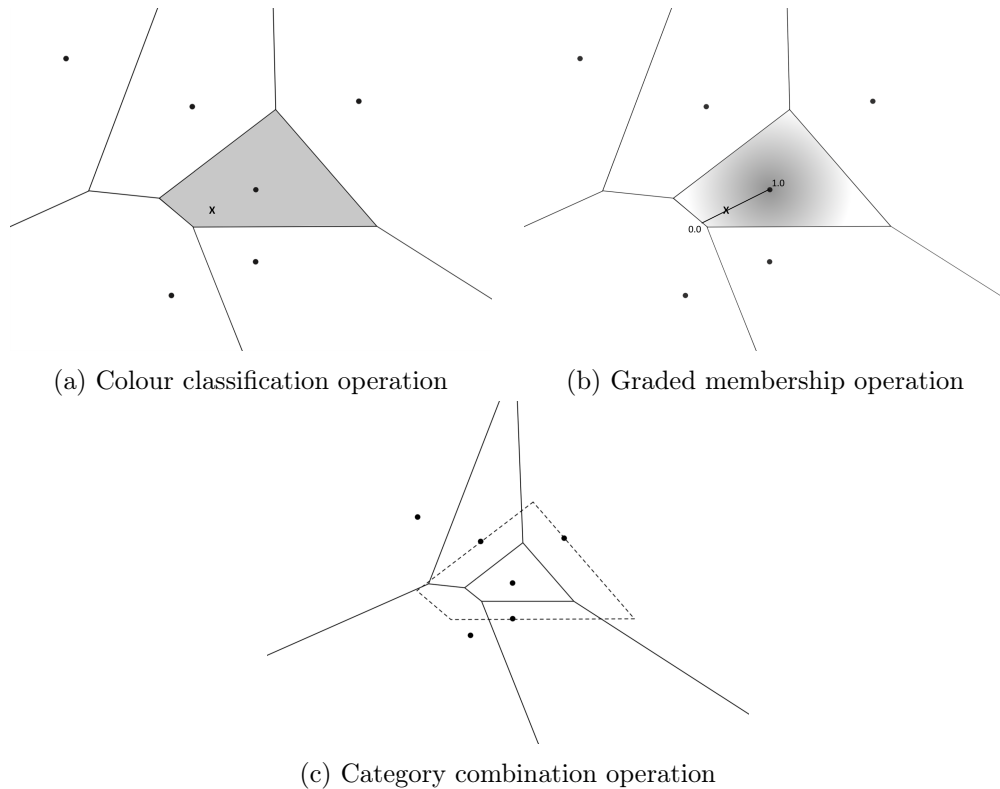 X
1.0
X
0.0
(a) Colour classification operation
(b) Graded membership operation
(c) Category combination operation